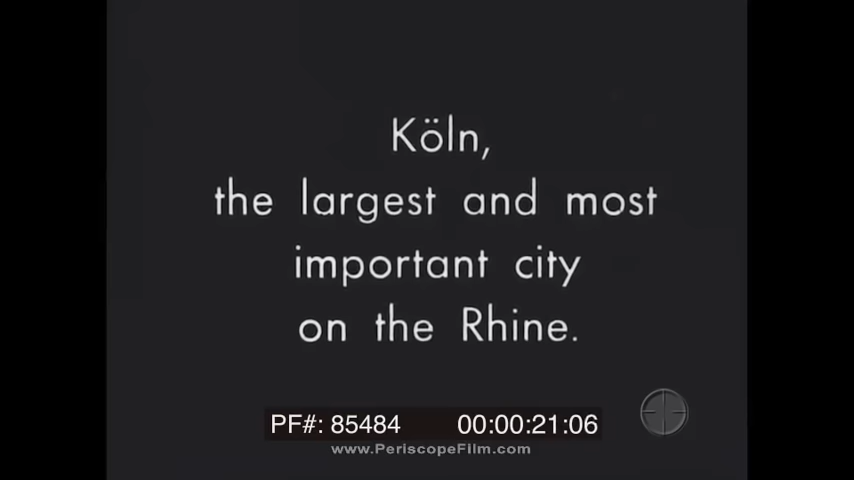 Köln,
the largest and most
important city
on the Rhine.
PF#: 85484 00:00:21:06
www.PeriscopeFilm.com